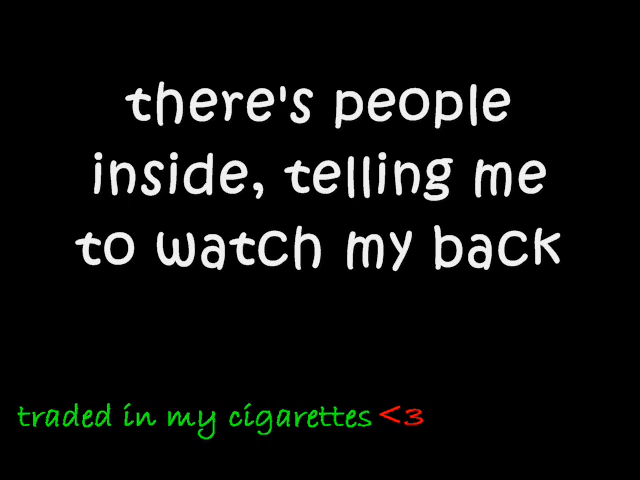 there's people
inside, telling me
to watch my back
traded in my cigarettes <3